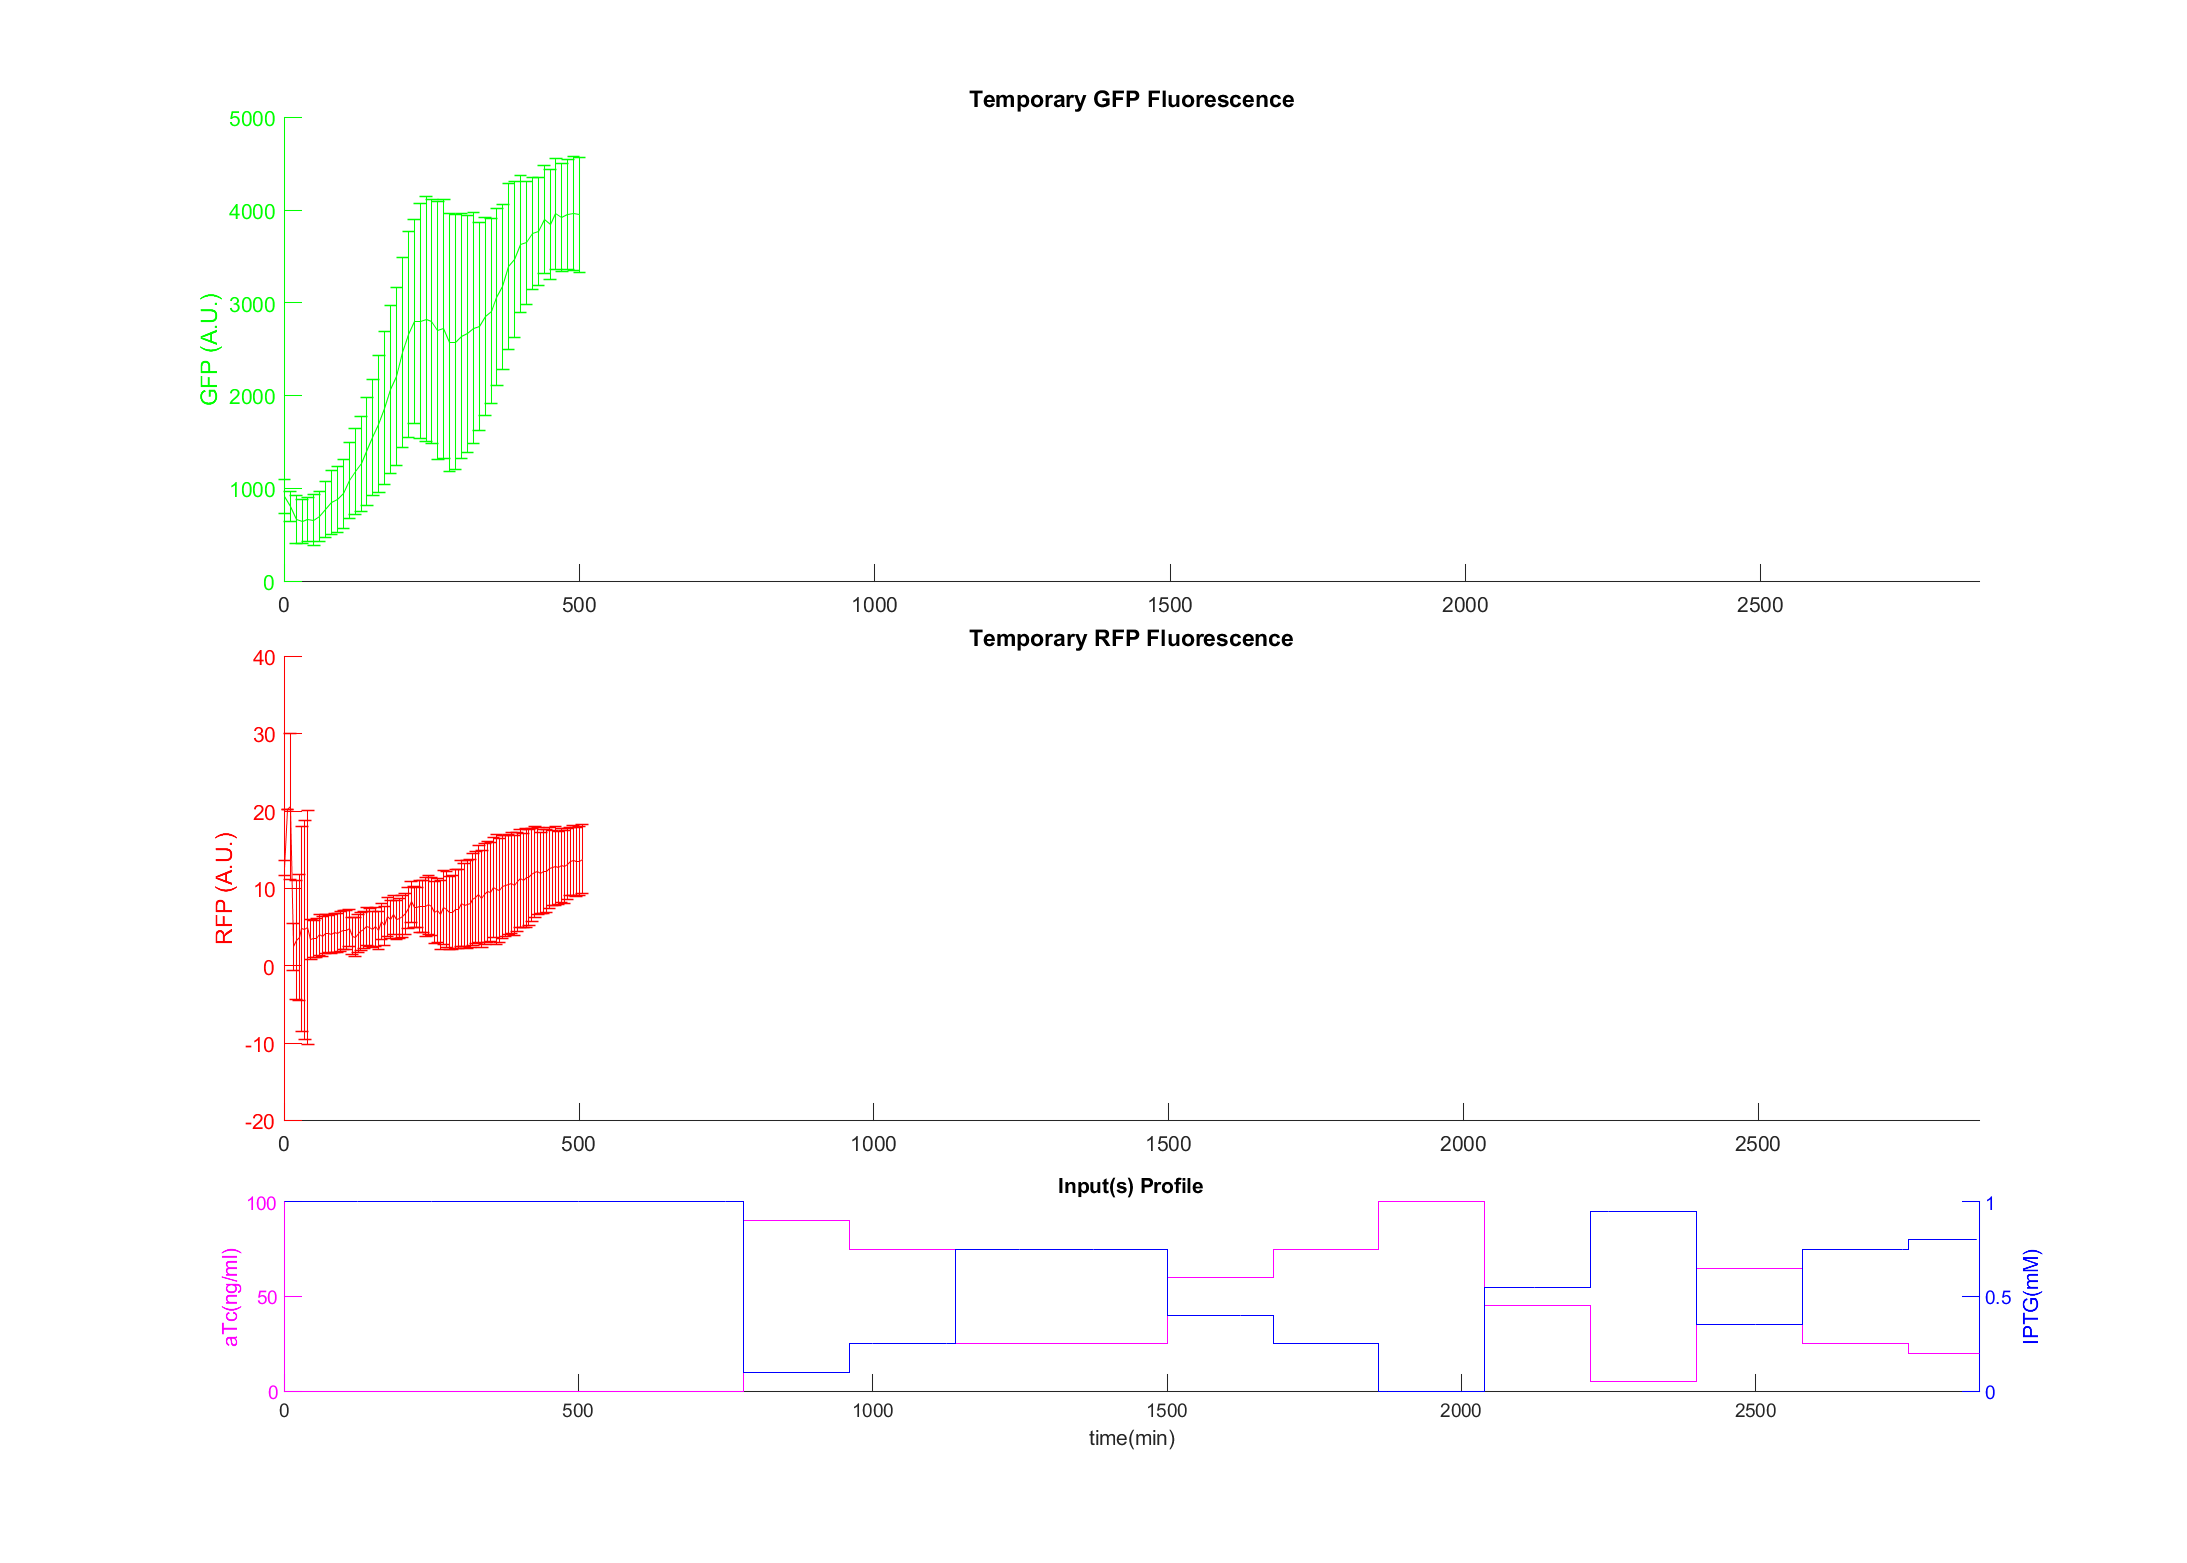 Temporary GFP Fluorescence
5000
4000
3000
2000
1000
0
GFP (A.U.)
0 500 1000 1500 2000 2500
Temporary RFP Fluorescence
40
30
20
10
0
-10
-20
RFP (A.U.)
0 500 1000 1500 2000 2500
Input(s) Profile
100
50
0
aTc(ng/ml)
1
0.5
0
IPTG(mM)
0 500 1000 1500 2000 2500
time(min)